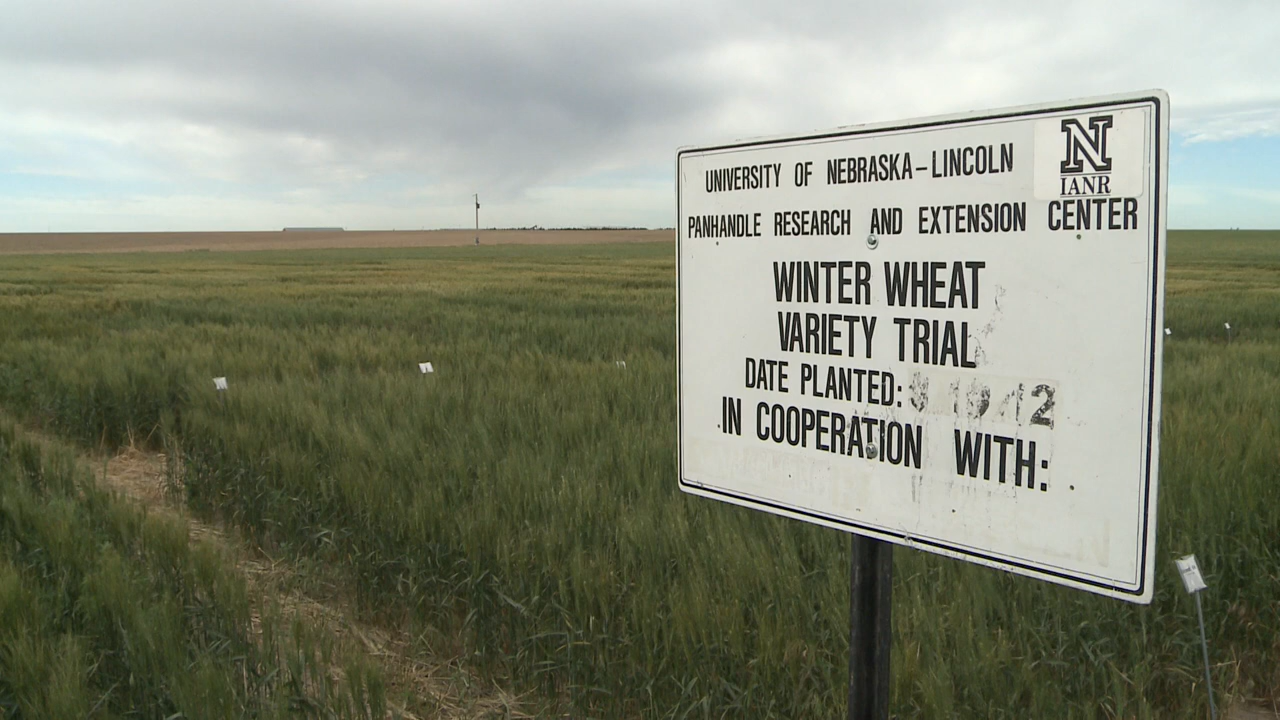 UNIVERSITY OF NEBRASKA-LINCOLN
N
IANR
PANHANDLE RESEARCH AND EXTENSION CENTER
WINTER WHEAT
VARIETY TRIAL
DATE PLANTED:
IN COOPERATION WITH: